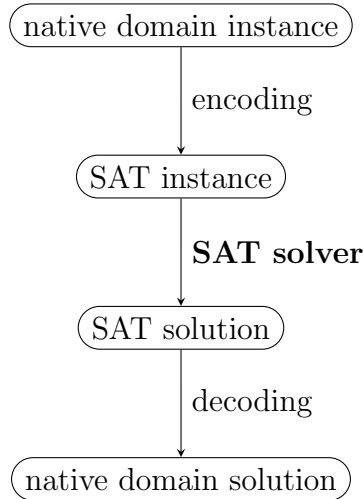 native domain instance
encoding
SAT instance
SAT solver
SAT solution
decoding
native domain solution